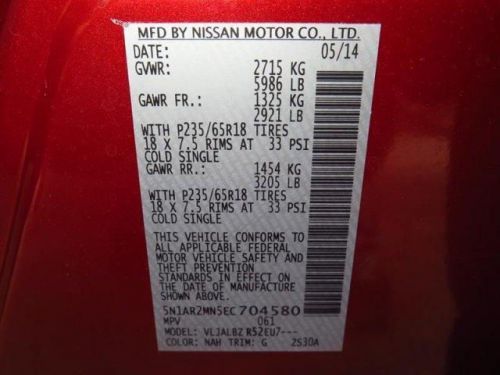 MFD BY NISSAN MOTOR CO., LTD.
DATE: 05/14
GVWR: 2715 KG
5986 LB
GAWR FR.: 1325 KG
2921 LB
WITH P235/65R18 TIRES
18 X 7.5 RIMS AT 33 PSI
COLD SINGLE
GAWR RR.: 1454 KG
3205 LB
WITH P235/65R18 TIRES
18 X 7.5 RIMS AT 33 PSI
COLD SINGLE
THIS VEHICLE CONFORMS TO
ALL APPLICABLE FEDERAL
MOTOR VEHICLE SAFETY AND
THEFT PREVENTION
STANDARDS IN EFFECT ON
THE DATE OF MANUFACTURE
SHOWN ABOVE.
5N1AR2MN5EC704580
MPV 061
MODEL: VLJALBZ R52EU7---
COLOR: NAH TRIM: G 2S30A